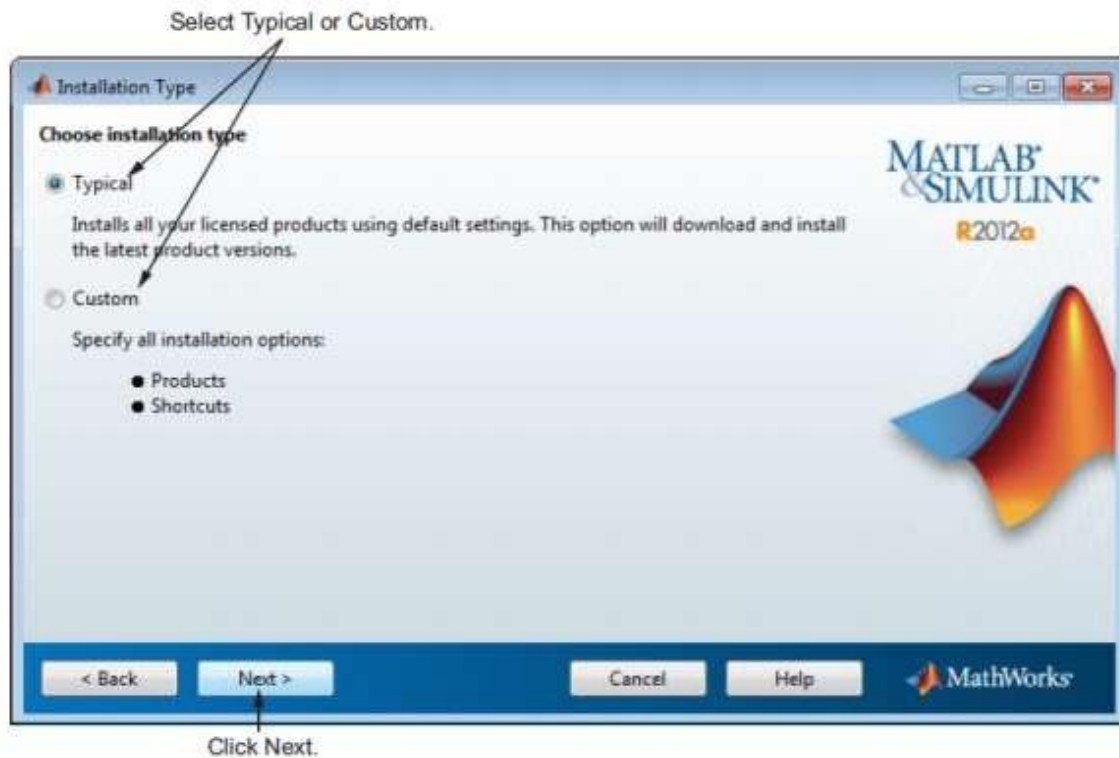 Select Typical or Custom.
Installation Type
Choose installation type
Typical
Installs all your licensed products using default settings. This option will download and install
the latest product versions.
Custom
Specify all installation options:
● Products
● Shortcuts
MATLAB®
&SIMULINK®
R2012a
< Back
Next >
Cancel
Help
MathWorks®
Click Next.